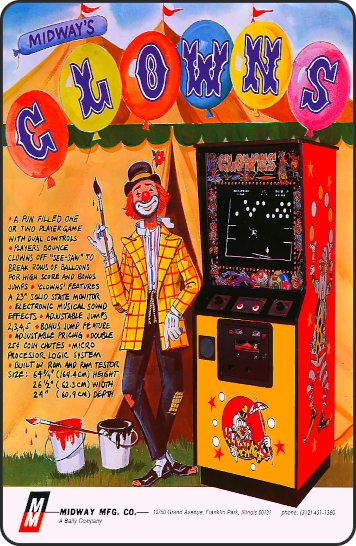 MIDWAY'S
CLOWNS
• A FUN FILLED ONE
OR TWO PLAYER GAME
WITH DUAL CONTROLS
• PLAYERS BOUNCE
CLOWNS OFF "SEE-SAW" TO
BREAK ROWS OF BALLOONS
FOR HIGH SCORE AND BONUS
JUMPS • 'CLOWNS' FEATURES
A 23" SOLID STATE MONITOR
• ELECTRONIC MUSICAL SOUND
EFFECTS • ADJUSTABLE JUMPS
2,3,4,5 • BONUS JUMP FEATURE
• ADJUSTABLE PRICING • DOUBLE
25¢ COIN CHUTES • MICRO
PROCESSOR LOGIC SYSTEM
• BUILT IN ROM AND RAM TESTOR
SIZE: 64¾" (164.4 CM) HEIGHT
26½" (62.3 CM) WIDTH
24" (60.9 CM) DEPTH
CLOWNS
M
M
MIDWAY MFG. CO.
A Bally Company
10750 Grand Avenue, Franklin Park, Illinois 60131
phone: (312) 451-1360